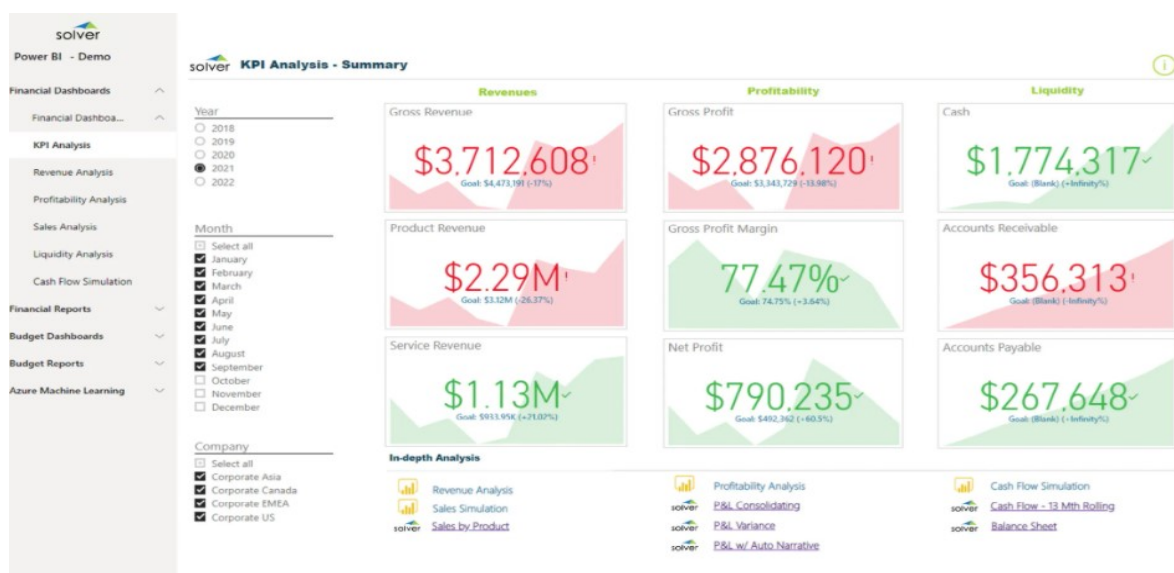 solver
Power BI - Demo
Financial Dashboards
Financial Dashboa...
KPI Analysis
Revenue Analysis
Profitability Analysis
Sales Analysis
Liquidity Analysis
Cash Flow Simulation
Financial Reports
Budget Dashboards
Budget Reports
Azure Machine Learning
solver KPI Analysis - Summary
Year
2018
2019
2020
2021
2022
Month
Select all
January
February
March
April
May
June
July
August
September
October
November
December
Company
Select all
Corporate Asia
Corporate Canada
Corporate EMEA
Corporate US
Revenues
Gross Revenue
$3,712,608!
Goal: $4,473,191 (-17%)
Product Revenue
$2.29M!
Goal: $3.12M (-26.37%)
Service Revenue
$1.13M
Goal: $933.95K (+21.02%)
Profitability
Gross Profit
$2,876,120!
Goal: $3,343,729 (-13.98%)
Gross Profit Margin
77.47%
Goal: 74.75% (+3.64%)
Net Profit
$790,235
Goal: $492,362 (+60.5%)
Liquidity
Cash
$1,774,317
Goal: (Blank) (+Infinity%)
Accounts Receivable
$356,313!
Goal: (Blank) (-Infinity%)
Accounts Payable
$267,648
Goal: (Blank) (+Infinity%)
In-depth Analysis
Revenue Analysis
Sales Simulation
solver Sales by Product
Profitability Analysis
solver P&L Consolidating
solver P&L Variance
solver P&L w/ Auto Narrative
Cash Flow Simulation
solver Cash Flow - 13 Mth Rolling
solver Balance Sheet